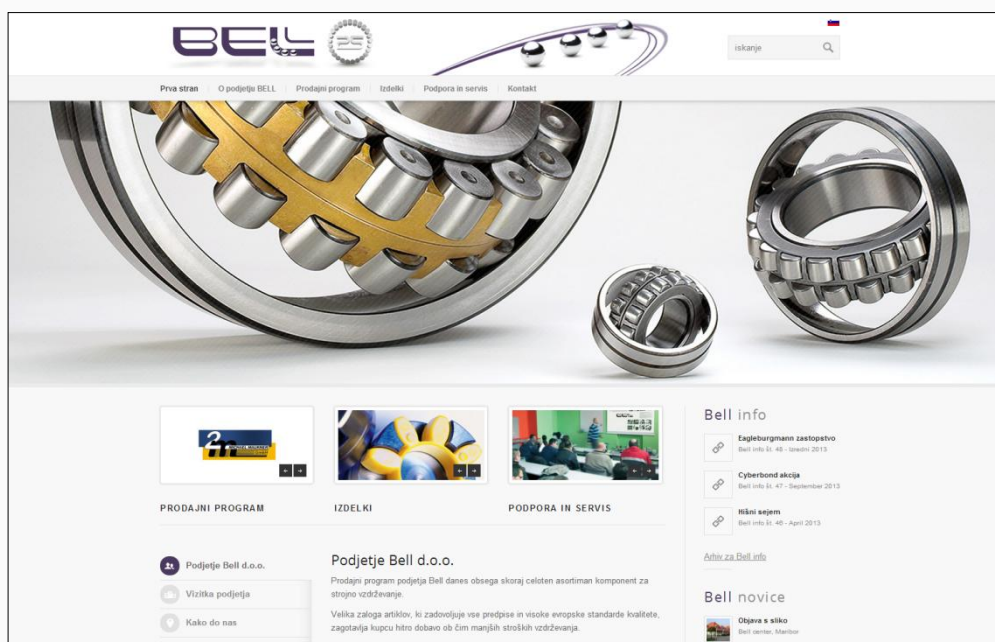 BELL PS
iskanje
Prva stran
O podjetju BELL
Prodajni program
Izdelki
Podpora in servis
Kontakt
2m
PRODAJNI PROGRAM
IZDELKI
PODPORA IN SERVIS
Podjetje Bell d.o.o.
Vizitka podjetja
Kako do nas
Podjetje Bell d.o.o.
Prodajni program podjetja Bell danes obsega skoraj celoten asortiman komponent za
strojno vzdrževanje.
Velika zaloga artiklov, ki zadovoljuje vse predpise in visoke evropske standarde kvalitete,
zagotavlja kupcu hitro dobavo ob čim manjših stroških vzdrževanja.
Bell info
Eagleburgmann zastopstvo
Bell info št. 48 - Izredni 2013
Cyberbond akcija
Bell info št. 47 - September 2013
Hišni sejem
Bell info št. 46 - April 2013
Arhiv za Bell info
Bell novice
Objava s sliko
Bell center, Maribor